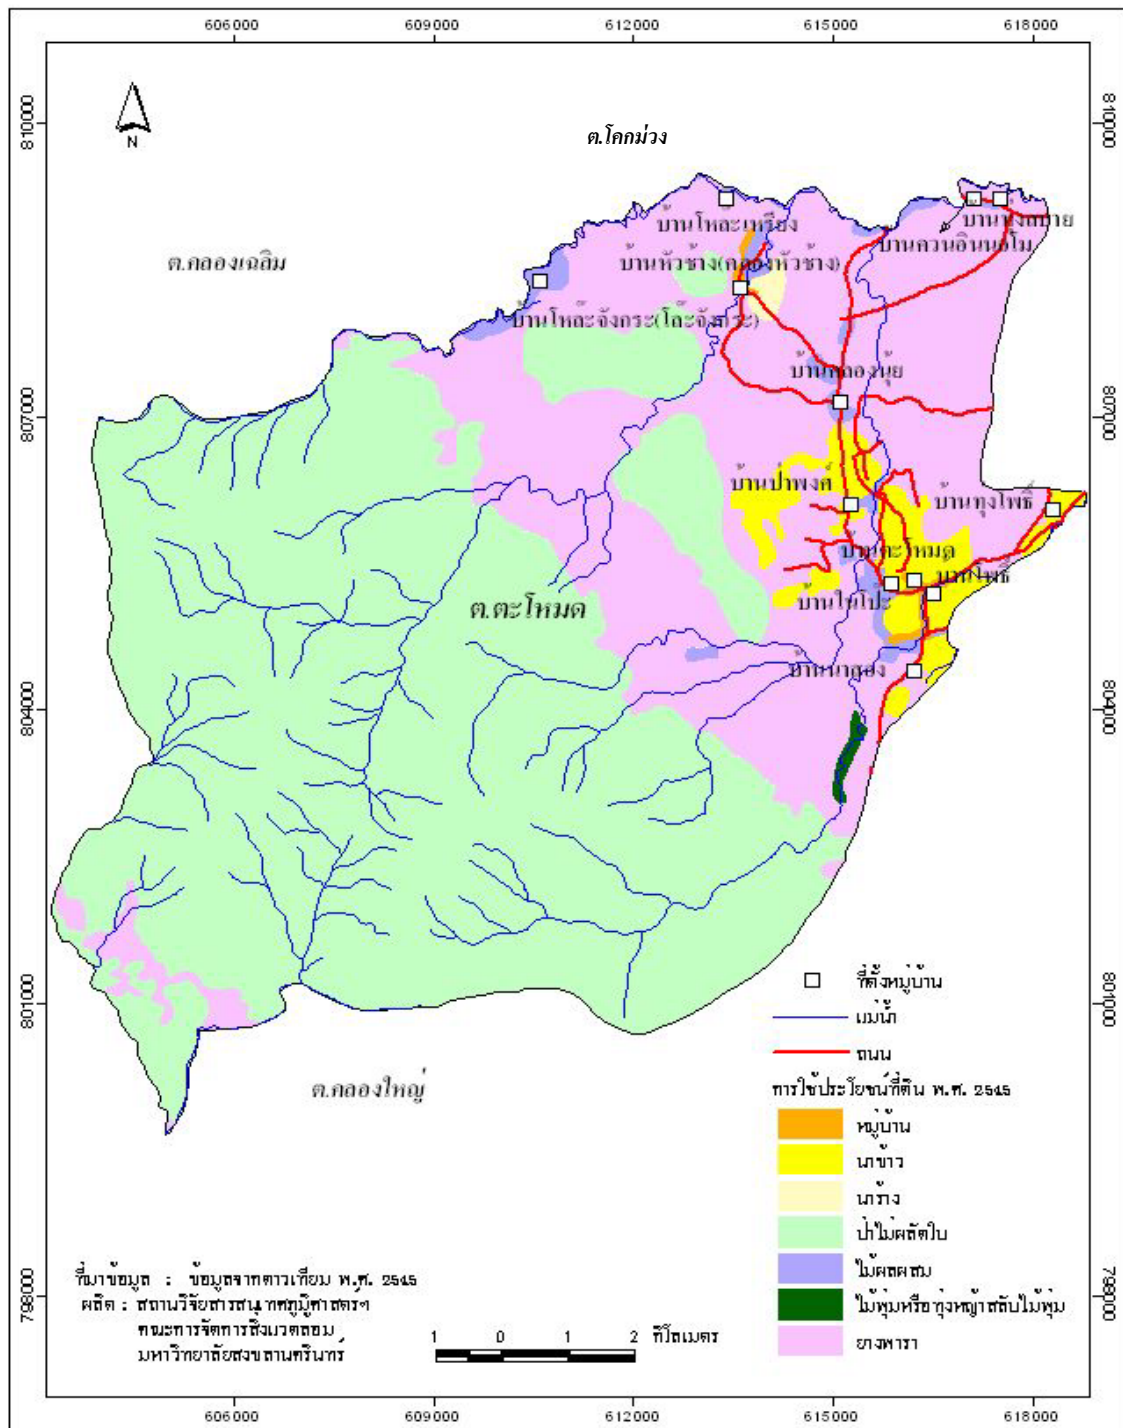 606000 609000 612000 615000 618000
810000 810000
N
ต.โคกม่วง
ต.คลองเฉลิม
บ้านโหล๊ะเหรียง
บ้านควนอินนอโม
บ้านหัวช้าง(คลองหัวช้าง)
บ้านโหล๊ะจังกระ(โล๊ะจังกระ)
บ้านคลองนุ้ย
807000 807000
บ้านป่าพงศ์
บ้านทุ่งโพธิ์
บ้านตะโหมด
บ้านโพธิ์
บ้านในโปะ
ต.ตะโหมด
บ้านนาสอง
804000 804000
ที่ตั้งหมู่บ้าน
801000 801000
แม่น้ำ
ถนน
ต.คลองใหญ่
การใช้ประโยชน์ที่ดิน พ.ศ. 2545
หมู่บ้าน
นาข้าว
นาร้าง
ป่าไม้ผลัดใบ
ไม้ผลผสม
ไม้พุ่มหรือทุ่งหญ้าสลับไม้พุ่ม
ยางพารา
798000 798000
ที่มาข้อมูล : ข้อมูลจากดาวเทียม พ.ศ. 2545
ผลิต : สถานวิจัยสารสนเทศภูมิศาสตร์ฯ
คณะการจัดการสิ่งแวดล้อม
มหาวิทยาลัยสงขลานครินทร์
1 0 1 2 กิโลเมตร
606000 609000 612000 615000 618000